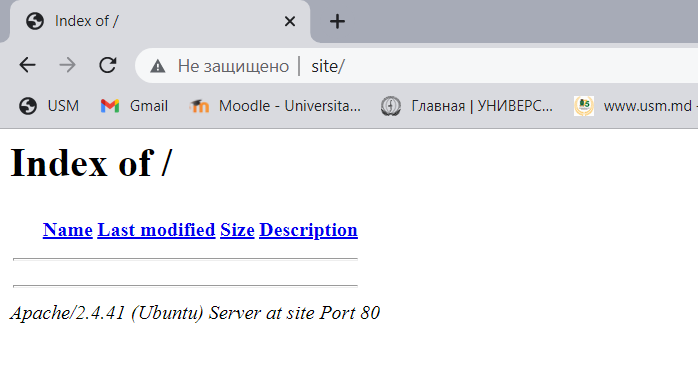 Index of /
Не защищено | site/
USM Gmail Moodle - Universita... Главная | УНИВЕРС... www.usm.md -
Index of /
Name Last modified Size Description
Apache/2.4.41 (Ubuntu) Server at site Port 80